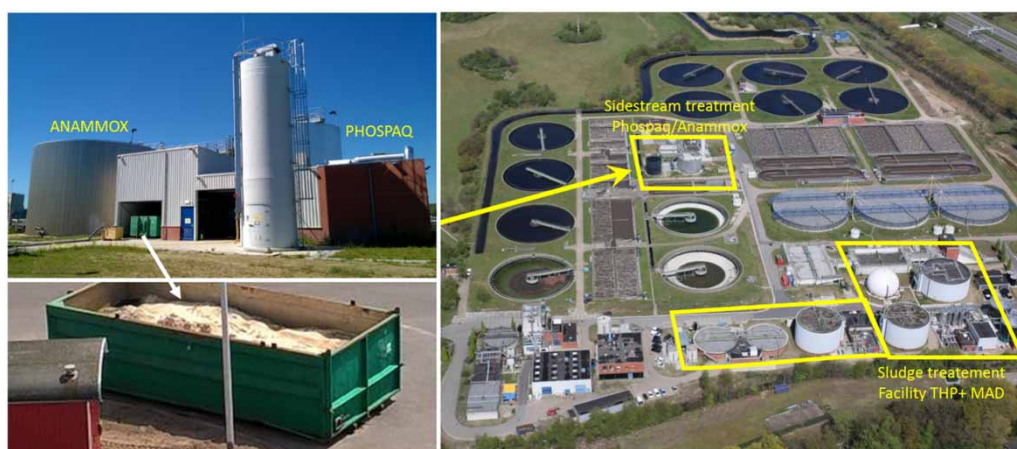 ANAMMOX
PHOSPAQ
Sidestream treatment
Phospaq/Anammox
Sludge treatement
Facility THP+ MAD